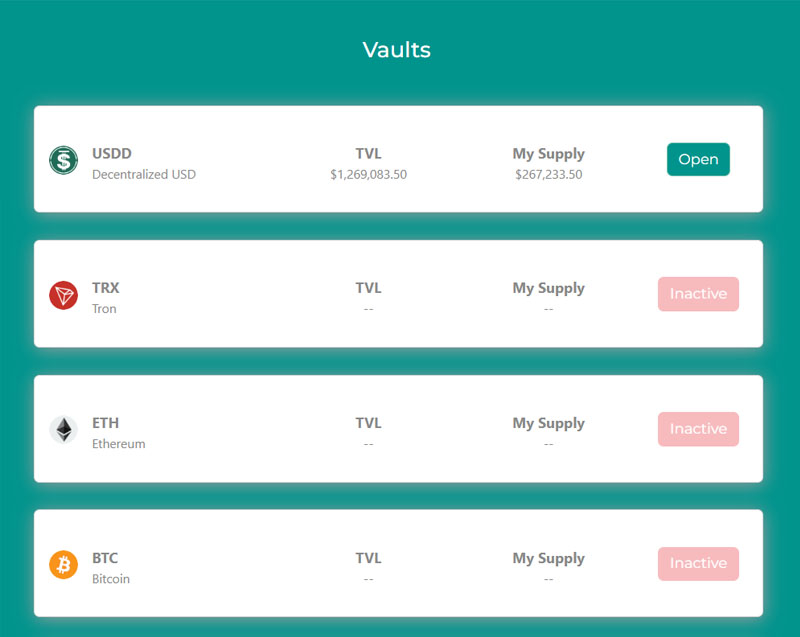 Vaults
USDD TVL My Supply Open
Decentralized USD $1,269,083.50 $267,233.50
TRX TVL My Supply Inactive
Tron -- --
ETH TVL My Supply Inactive
Ethereum -- --
BTC TVL My Supply Inactive
Bitcoin -- --